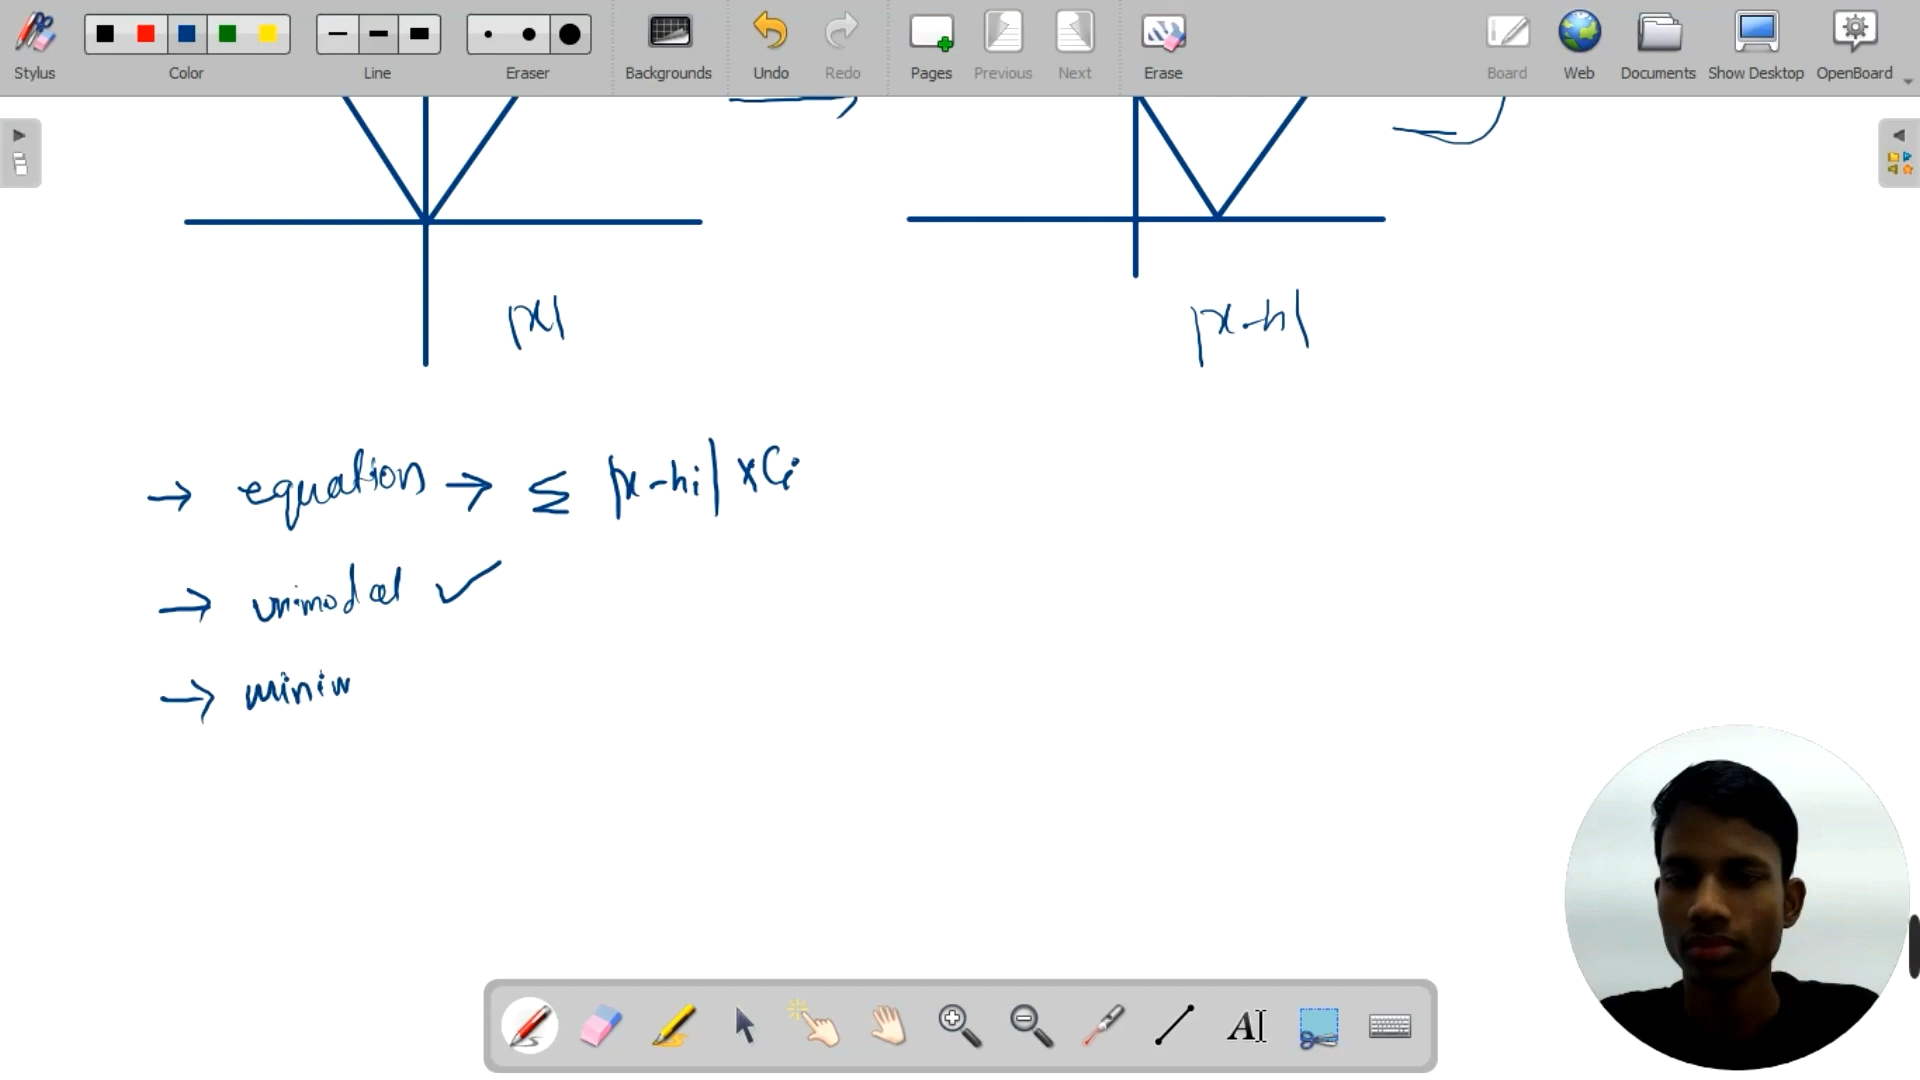 Stylus Color Line Eraser Backgrounds Undo Redo Pages Previous Next Erase Board Web Documents Show Desktop OpenBoard
|x|
|x-h|
→ equation → ≤ |x-hi| × Ci
→ unimodal ✓
→ minim